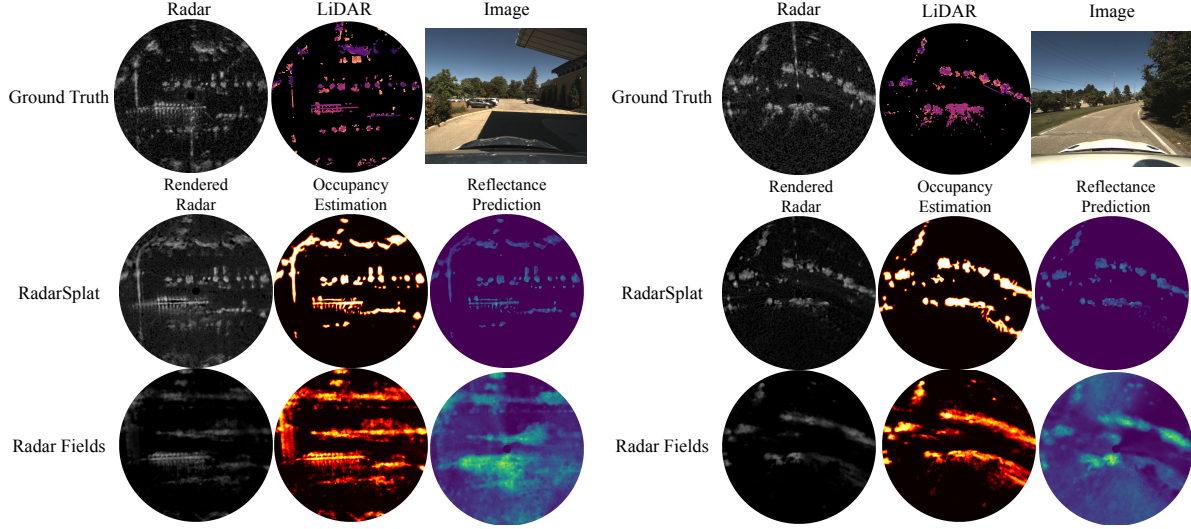 Radar LiDAR Image
Ground Truth
Rendered Radar
Occupancy Estimation
Reflectance Prediction
RadarSplat
Radar Fields
Radar LiDAR Image
Ground Truth
Rendered Radar
Occupancy Estimation
Reflectance Prediction
RadarSplat
Radar Fields